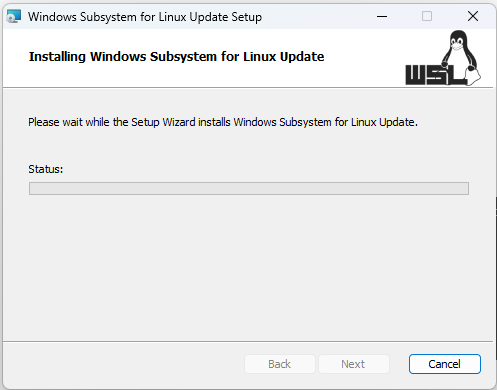 Windows Subsystem for Linux Update Setup
Installing Windows Subsystem for Linux Update
WSL
Please wait while the Setup Wizard installs Windows Subsystem for Linux Update.
Status:
Back
Next
Cancel